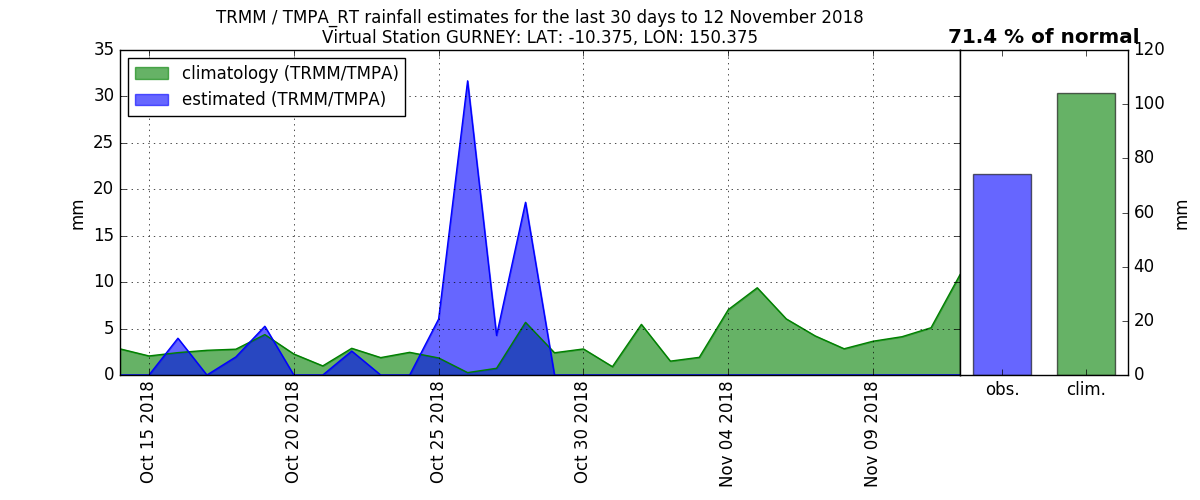 TRMM / TMPA_RT rainfall estimates for the last 30 days to 12 November 2018
Virtual Station GURNEY: LAT: -10.375, LON: 150.375
71.4 % of normal
climatology (TRMM/TMPA)
estimated (TRMM/TMPA)
35
30
25
20
15
10
5
0
mm
Oct 15 2018
Oct 20 2018
Oct 25 2018
Oct 30 2018
Nov 04 2018
Nov 09 2018
120
100
80
60
40
20
0
mm
obs.
clim.